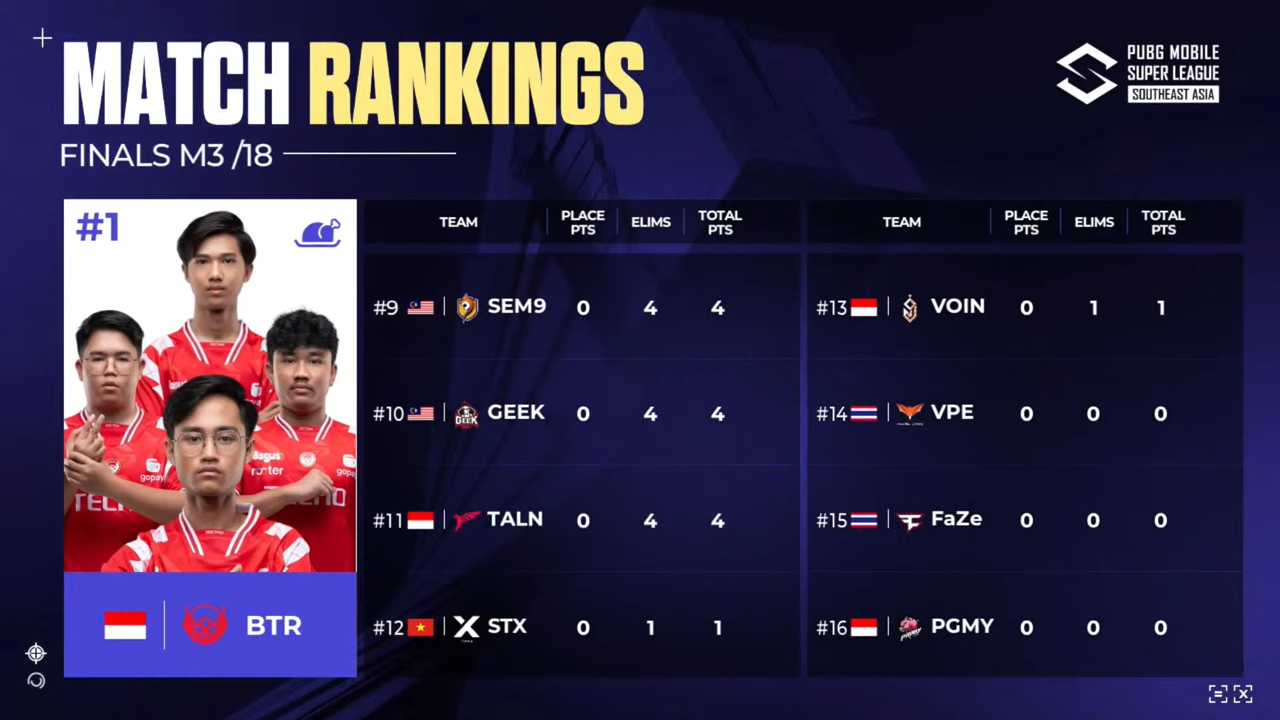 MATCH RANKINGS
FINALS M3 /18
PUBG MOBILE
SUPER LEAGUE
SOUTHEAST ASIA
#1
BTR
TEAM PLACE PTS ELIMS TOTAL PTS
#9 SEM9 0 4 4
#10 GEEK 0 4 4
#11 TALN 0 4 4
#12 STX 0 1 1
TEAM PLACE PTS ELIMS TOTAL PTS
#13 VOIN 0 1 1
#14 VPE 0 0 0
#15 FaZe 0 0 0
#16 PGMY 0 0 0
Bagus
gopay
TECNO